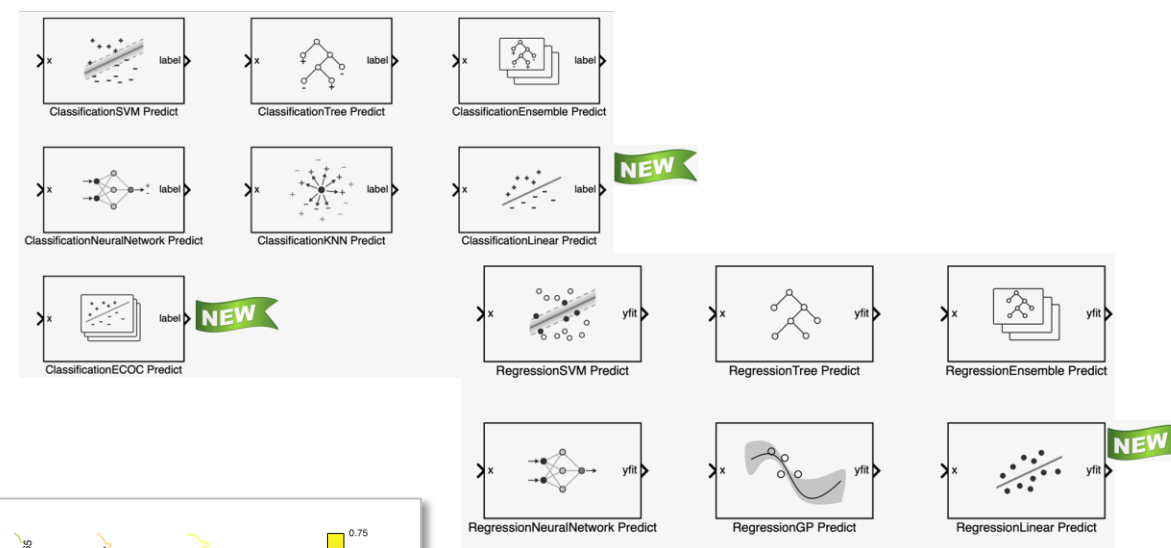 x label x label x label
ClassificationSVM Predict ClassificationTree Predict ClassificationEnsemble Predict
NEW
x label x label x label
ClassificationNeuralNetwork Predict ClassificationKNN Predict ClassificationLinear Predict
x label NEW
ClassificationECOC Predict
x yfit x yfit x yfit
RegressionSVM Predict RegressionTree Predict RegressionEnsemble Predict
NEW
x yfit x yfit x yfit
RegressionNeuralNetwork Predict RegressionGP Predict RegressionLinear Predict
0.75